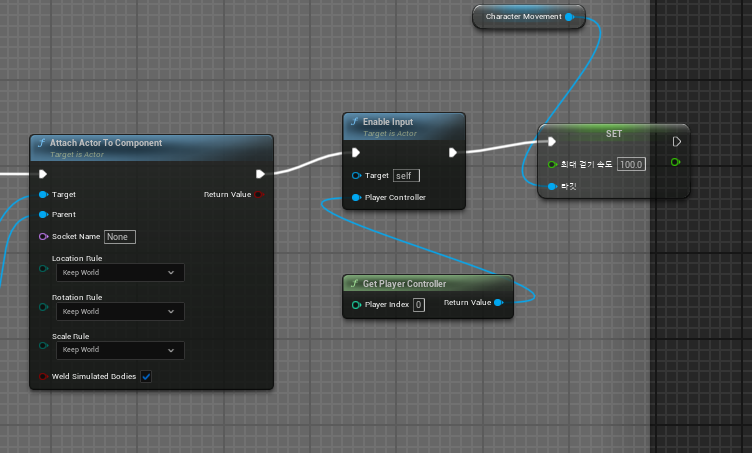 Character Movement
Attach Actor To Component
Target is Actor
Target
Return Value
Parent
Socket Name None
Location Rule
Keep World
Rotation Rule
Keep World
Scale Rule
Keep World
Weld Simulated Bodies
f Enable Input
Target is Actor
Target self
Player Controller
f Get Player Controller
Player Index 0
Return Value
SET
최대 걷기 속도 100.0
타깃